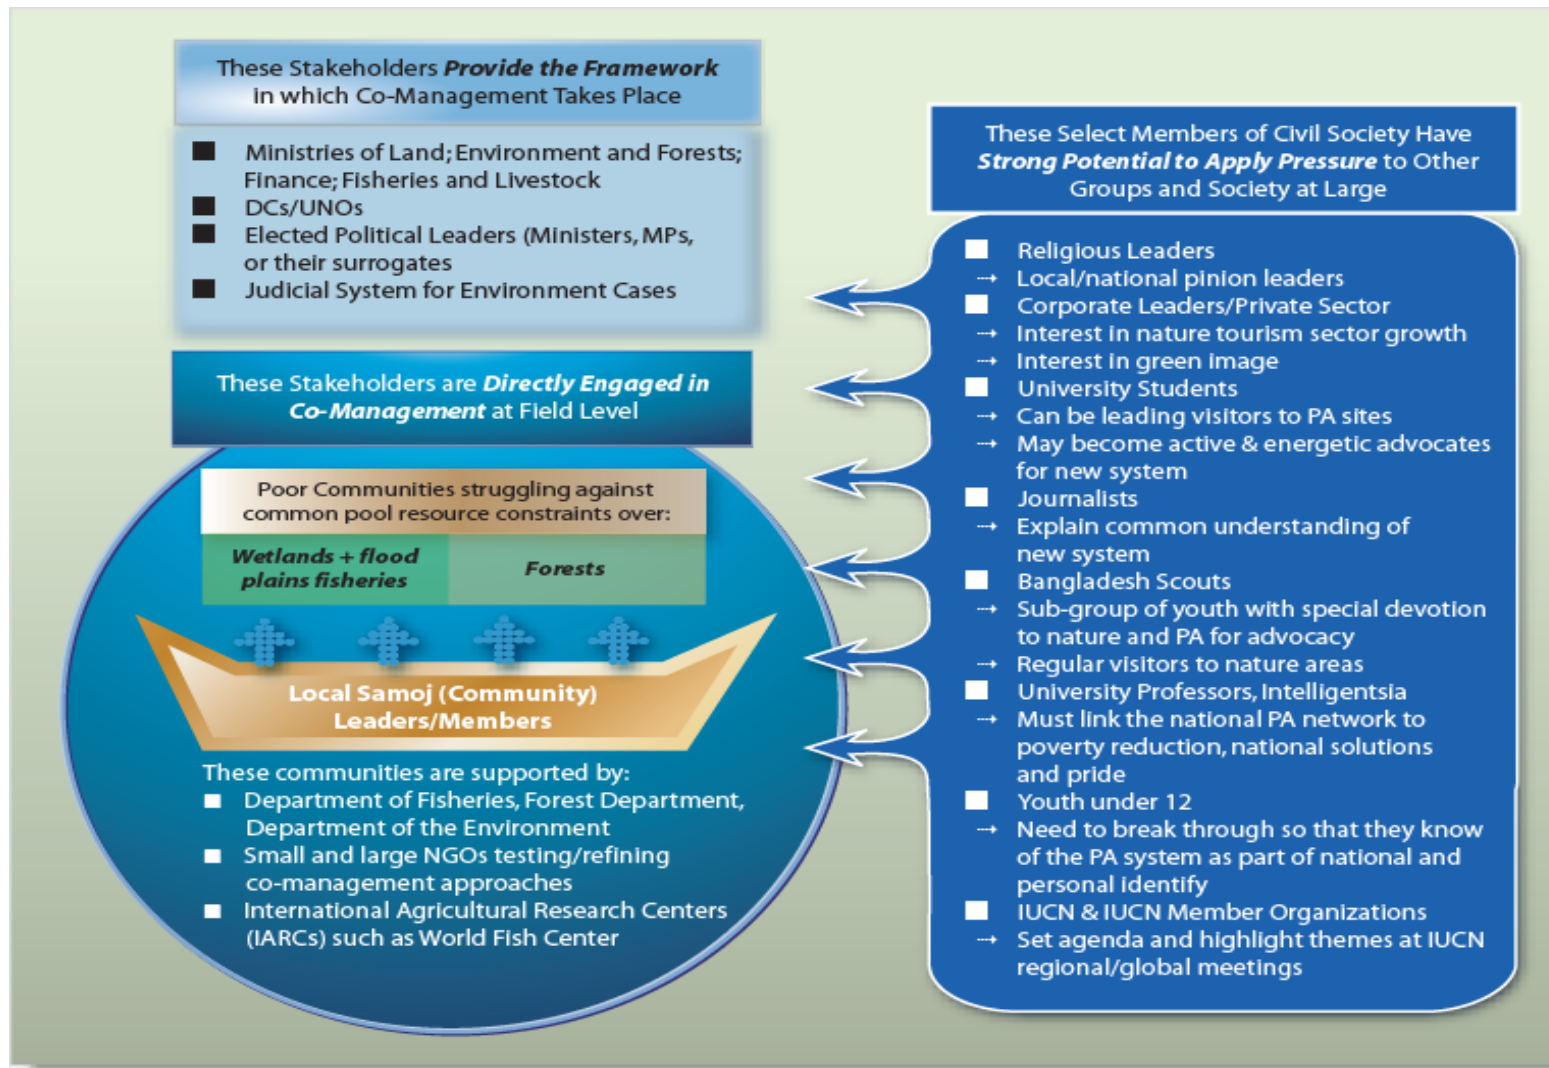 These Stakeholders Provide the Framework
in which Co-Management Takes Place
Ministries of Land; Environment and Forests;
Finance; Fisheries and Livestock
DCs/UNOs
Elected Political Leaders (Ministers, MPs,
or their surrogates
Judicial System for Environment Cases
These Stakeholders are Directly Engaged in
Co-Management at Field Level
Poor Communities struggling against
common pool resource constraints over:
Wetlands + flood
plains fisheries
Forests
Local Samoj (Community)
Leaders/Members
These communities are supported by:
Department of Fisheries, Forest Department,
Department of the Environment
Small and large NGOs testing/refining
co-management approaches
International Agricultural Research Centers
(IARCs) such as World Fish Center
These Select Members of Civil Society Have
Strong Potential to Apply Pressure to Other
Groups and Society at Large
Religious Leaders
→ Local/national pinion leaders
Corporate Leaders/Private Sector
→ Interest in nature tourism sector growth
→ Interest in green image
University Students
→ Can be leading visitors to PA sites
→ May become active & energetic advocates
for new system
Journalists
→ Explain common understanding of
new system
Bangladesh Scouts
→ Sub-group of youth with special devotion
to nature and PA for advocacy
→ Regular visitors to nature areas
University Professors, Intelligentsia
→ Must link the national PA network to
poverty reduction, national solutions
and pride
Youth under 12
→ Need to break through so that they know
of the PA system as part of national and
personal identify
IUCN & IUCN Member Organizations
→ Set agenda and highlight themes at IUCN
regional/global meetings